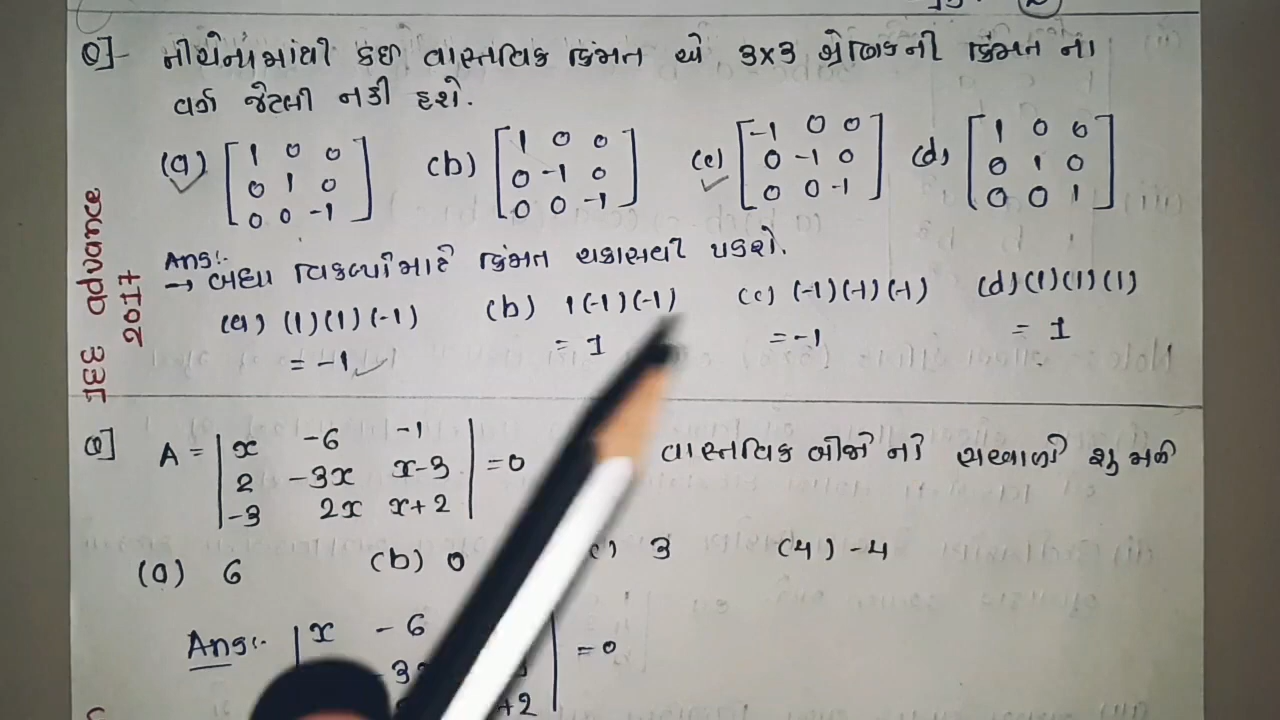 Q]- નીચેનામાંથી કઈ વાસ્તવિક કિંમત એ 3x3 શ્રેણિકની કિંમત ના
વર્ગ જેટલી નકી હશે.
(a) [1 0 0
0 1 0
0 0 -1]
(b) [1 0 0
0 -1 0
0 0 -1]
(c) [-1 0 0
0 -1 0
0 0 -1]
(d) [1 0 0
0 1 0
0 0 1]
JEE advance
2017
Ans:-
→ બધા વિકલ્પો માટે કિંમત ચકાસવી પડશે.
(a) (1)(1)(-1)
= -1
(b) 1(-1)(-1)
= 1
(c) (-1)(-1)(-1)
= -1
(d) (1)(1)(1)
= 1
Q] A = |x -6 -1
2 -3x x-3
-3 2x x+2| = 0
વાસ્તવિક બીજો નો સરવાળો શુ મળે
(a) 6 (b) 0 3 (4) -4
Ans:- |x -6
= 0
+2|